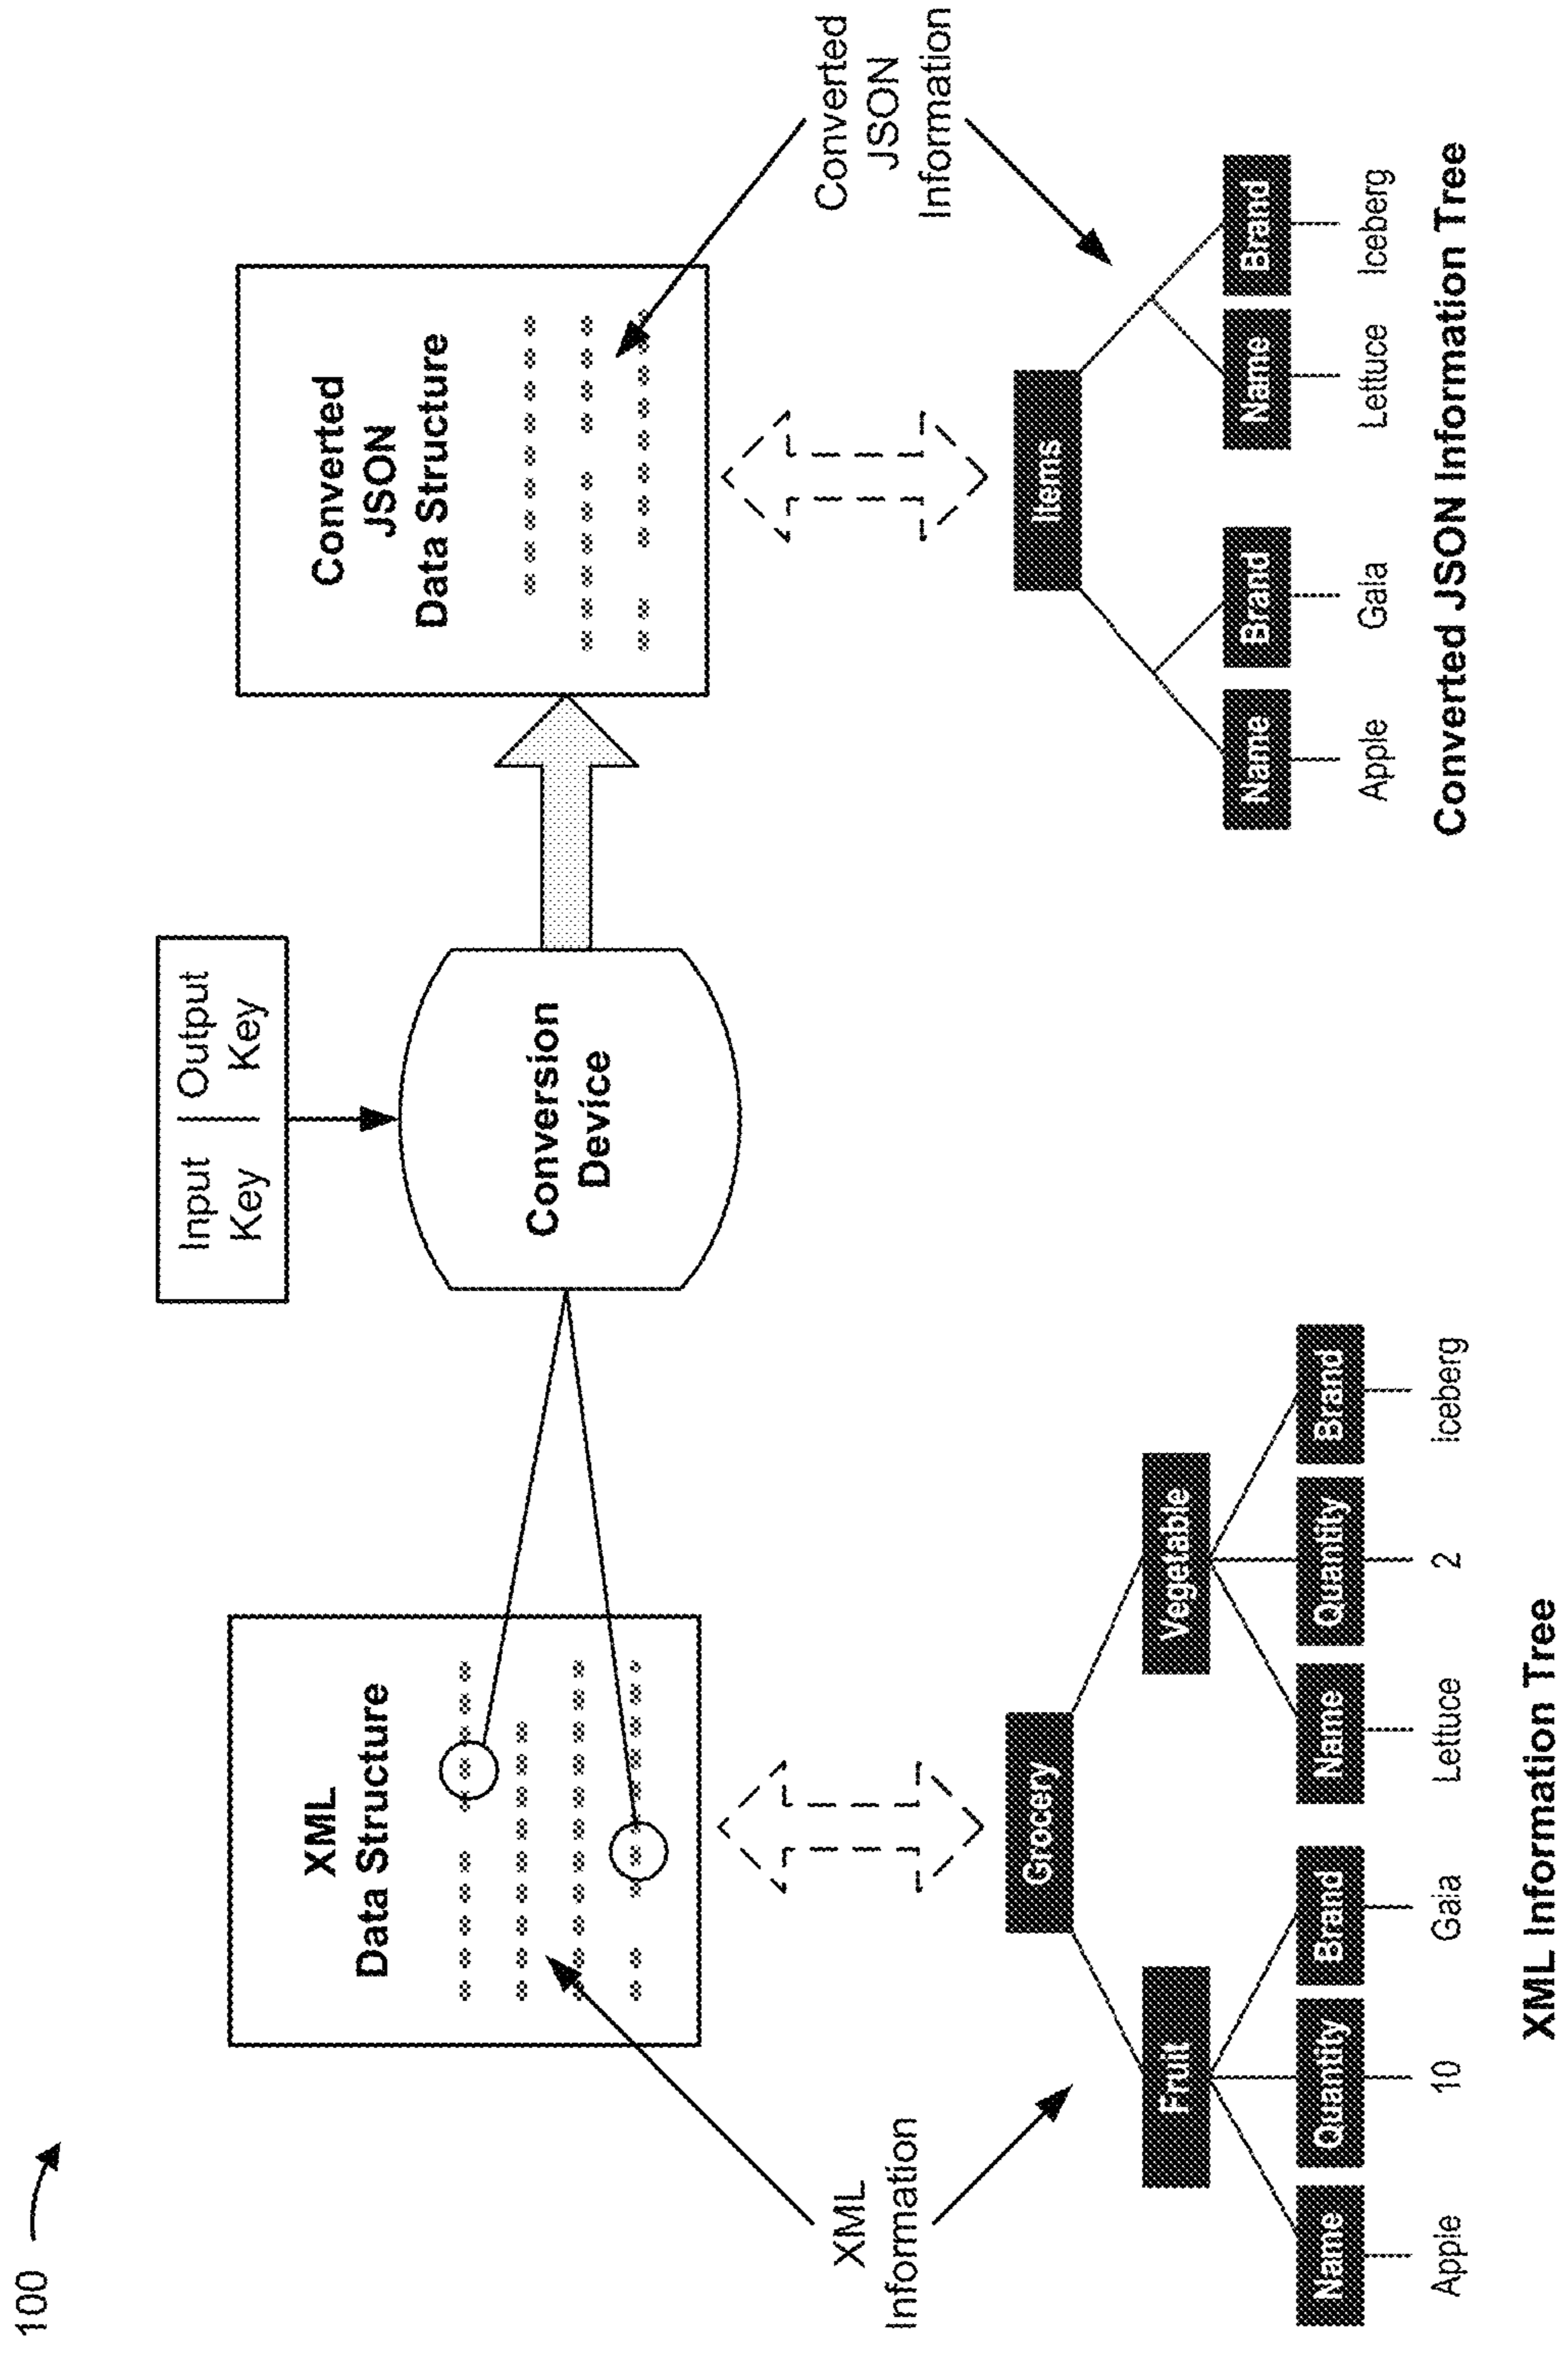 100
XML
Data Structure
Input | Output
Key | Key
Conversion
Device
Converted
JSON
Data Structure
XML
Information
Converted
JSON
Information
Grocery
Fruit
Vegetable
Name
Quantity
Brand
Name
Quantity
Brand
Apple
10
Gala
Lettuce
2
Iceberg
XML Information Tree
Items
Name
Brand
Name
Brand
Apple
Gala
Lettuce
Iceberg
Converted JSON Information Tree